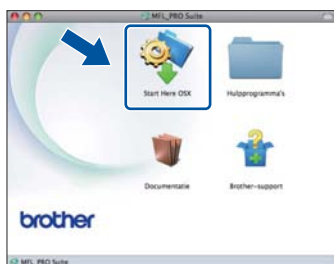 MFL_PRO Suite
Start Here OSX
Hulpprogramma's
Documentatie
Brother-support
brother
MFL_PRO Suite